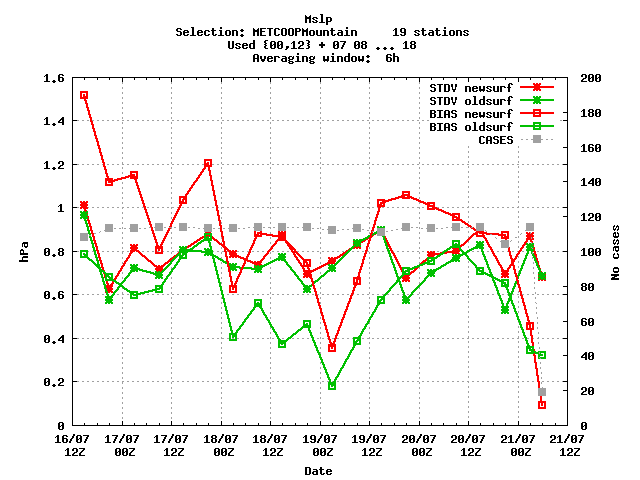 Mslp
Selection: METCOOPMountain 19 stations
Used {00,12} + 07 08 ... 18
Averaging window: 6h
STDV newsurf
STDV oldsurf
BIAS newsurf
BIAS oldsurf
CASES
1.6
1.4
1.2
1
0.8
0.6
0.4
0.2
0
hPa
200
180
160
140
120
100
80
60
40
20
0
No cases
16/07 17/07 17/07 18/07 18/07 19/07 19/07 20/07 20/07 21/07 21/07
12Z 00Z 12Z 00Z 12Z 00Z 12Z 00Z 12Z 00Z 12Z
Date